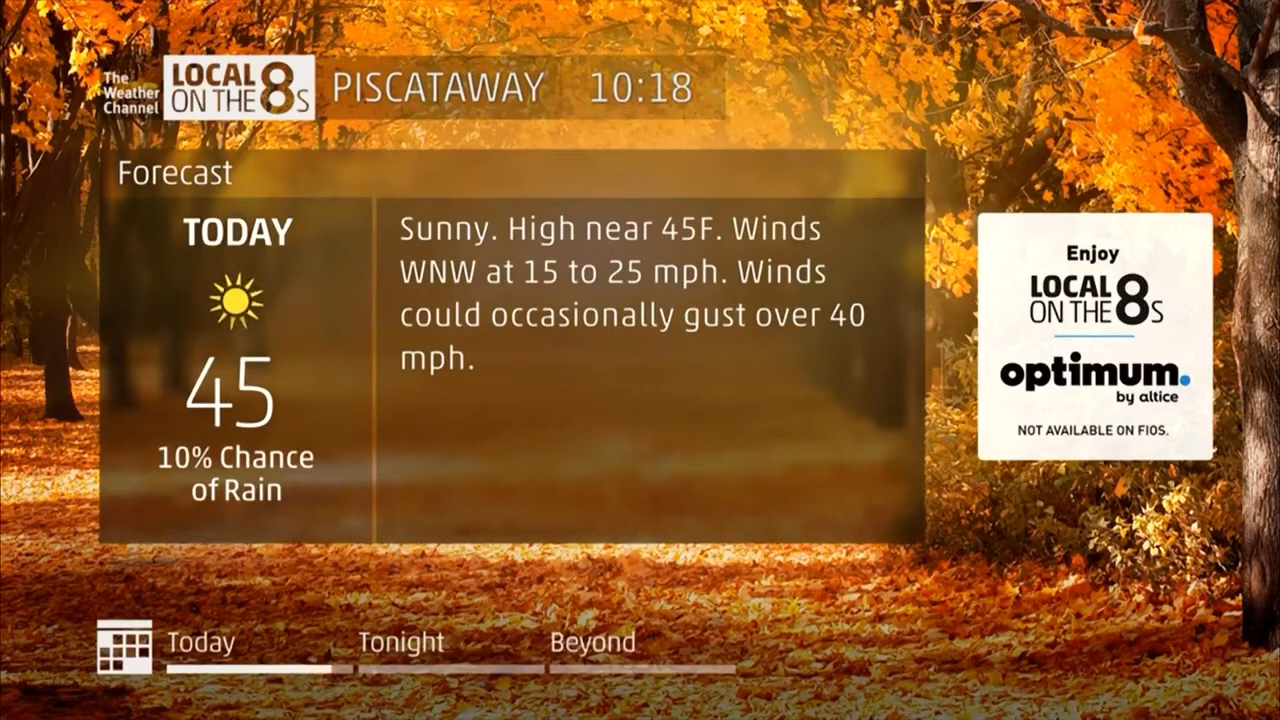 The
Weather
Channel
LOCAL
ON THE 8s
PISCATAWAY 10:18
Forecast
TODAY
45
10% Chance
of Rain
Sunny. High near 45F. Winds
WNW at 15 to 25 mph. Winds
could occasionally gust over 40
mph.
Enjoy
LOCAL
ON THE 8s
optimum.
by altice
NOT AVAILABLE ON FIOS.
Today Tonight Beyond